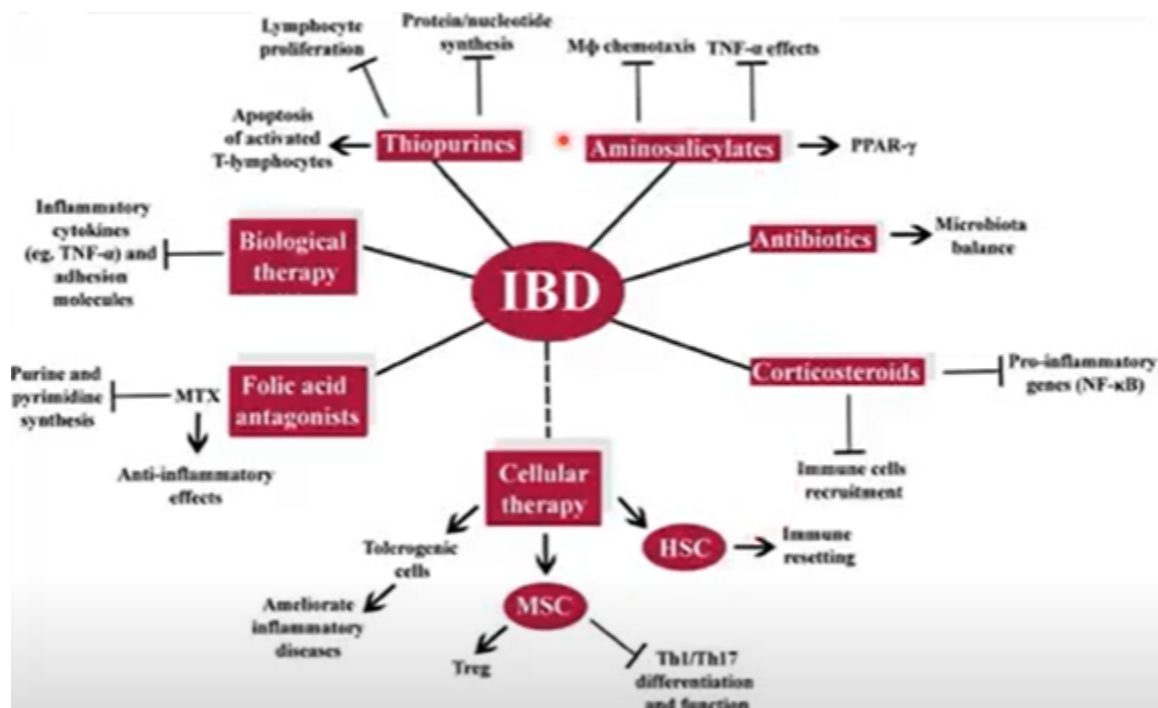 Lymphocyte
proliferation
Protein/nucleotide
synthesis
Mϕ chemotaxis
TNF-α effects
Apoptosis
of activated
T-lymphocytes
Thiopurines
Aminosalicylates
PPAR-γ
Inflammatory
cytokines
(eg. TNF-α) and
adhesion
molecules
Biological
therapy
IBD
Antibiotics
Microbiota
balance
Purine and
pyrimidine
synthesis
MTX
Folic acid
antagonists
Anti-inflammatory
effects
Corticosteroids
Pro-inflammatory
genes (NF-κB)
Immune cells
recruitment
Cellular
therapy
Tolerogenic
cells
HSC
Immune
resetting
Ameliorate
inflammatory
diseases
MSC
Treg
Th1/Th17
differentiation
and function